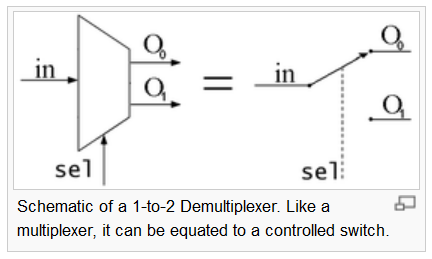 in
O0
O1
sel
=
in
O0
O1
sel
Schematic of a 1-to-2 Demultiplexer. Like a
multiplexer, it can be equated to a controlled switch.